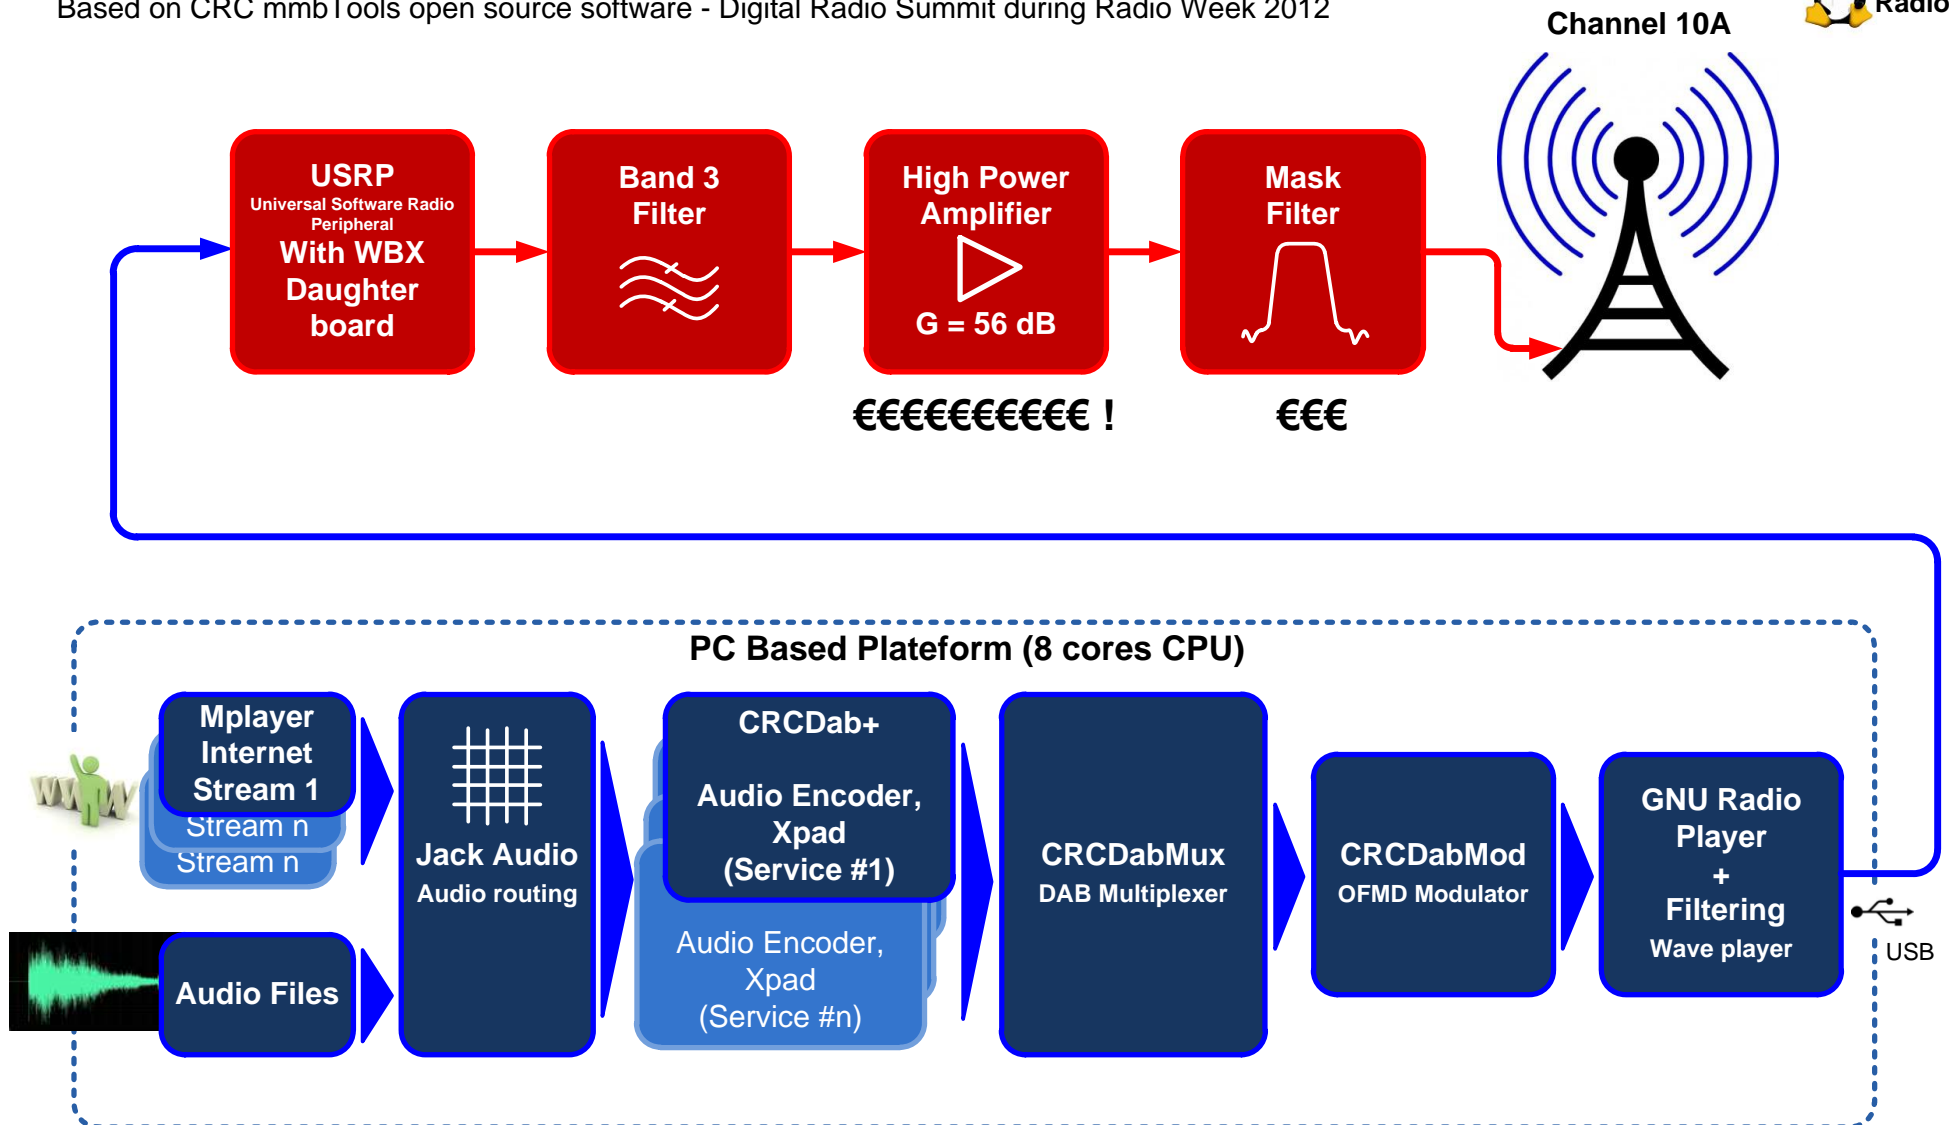 Based on CRC mmbTools open source software - Digital Radio Summit during Radio Week 2012
Radio
Channel 10A
USRP
Universal Software Radio
Peripheral
With WBX
Daughter
board
Band 3
Filter
High Power
Amplifier
G = 56 dB
Mask
Filter
€€€€€€€€€€ !
€€€
PC Based Plateform (8 cores CPU)
WWW
Mplayer
Internet
Stream 1
Stream n
Stream n
Audio Files
Jack Audio
Audio routing
CRCDab+
Audio Encoder,
Xpad
(Service #1)
Audio Encoder,
Xpad
(Service #n)
CRCDabMux
DAB Multiplexer
CRCDabMod
OFMD Modulator
GNU Radio
Player
+
Filtering
Wave player
USB